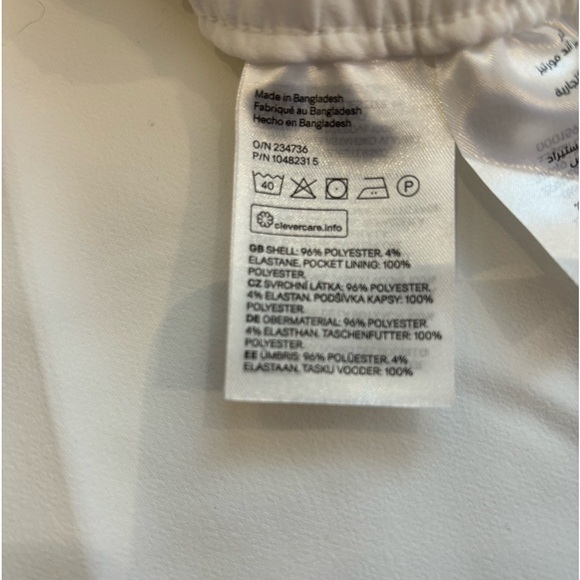 Made in Bangladesh
Fabriqué au Bangladesh
Hecho en Bangladesh
O/N 234736
P/N 10482315
40
P
clevercare.info
GB SHELL: 96% POLYESTER. 4%
ELASTANE, POCKET LINING: 100%
POLYESTER.
CZ SVRCHNÍ LÁTKA: 96% POLYESTER.
4% ELASTAN. PODŠÍVKA KAPSY: 100%
POLYESTER
DE OBERMATERIAL: 96% POLYESTER.
4% ELASTHAN. TASCHENFUTTER: 100%
POLYESTER.
EE ÜMBRIS: 96% POLÜESTER. 4%
ELASTAAN. TASKU VOODER: 100%